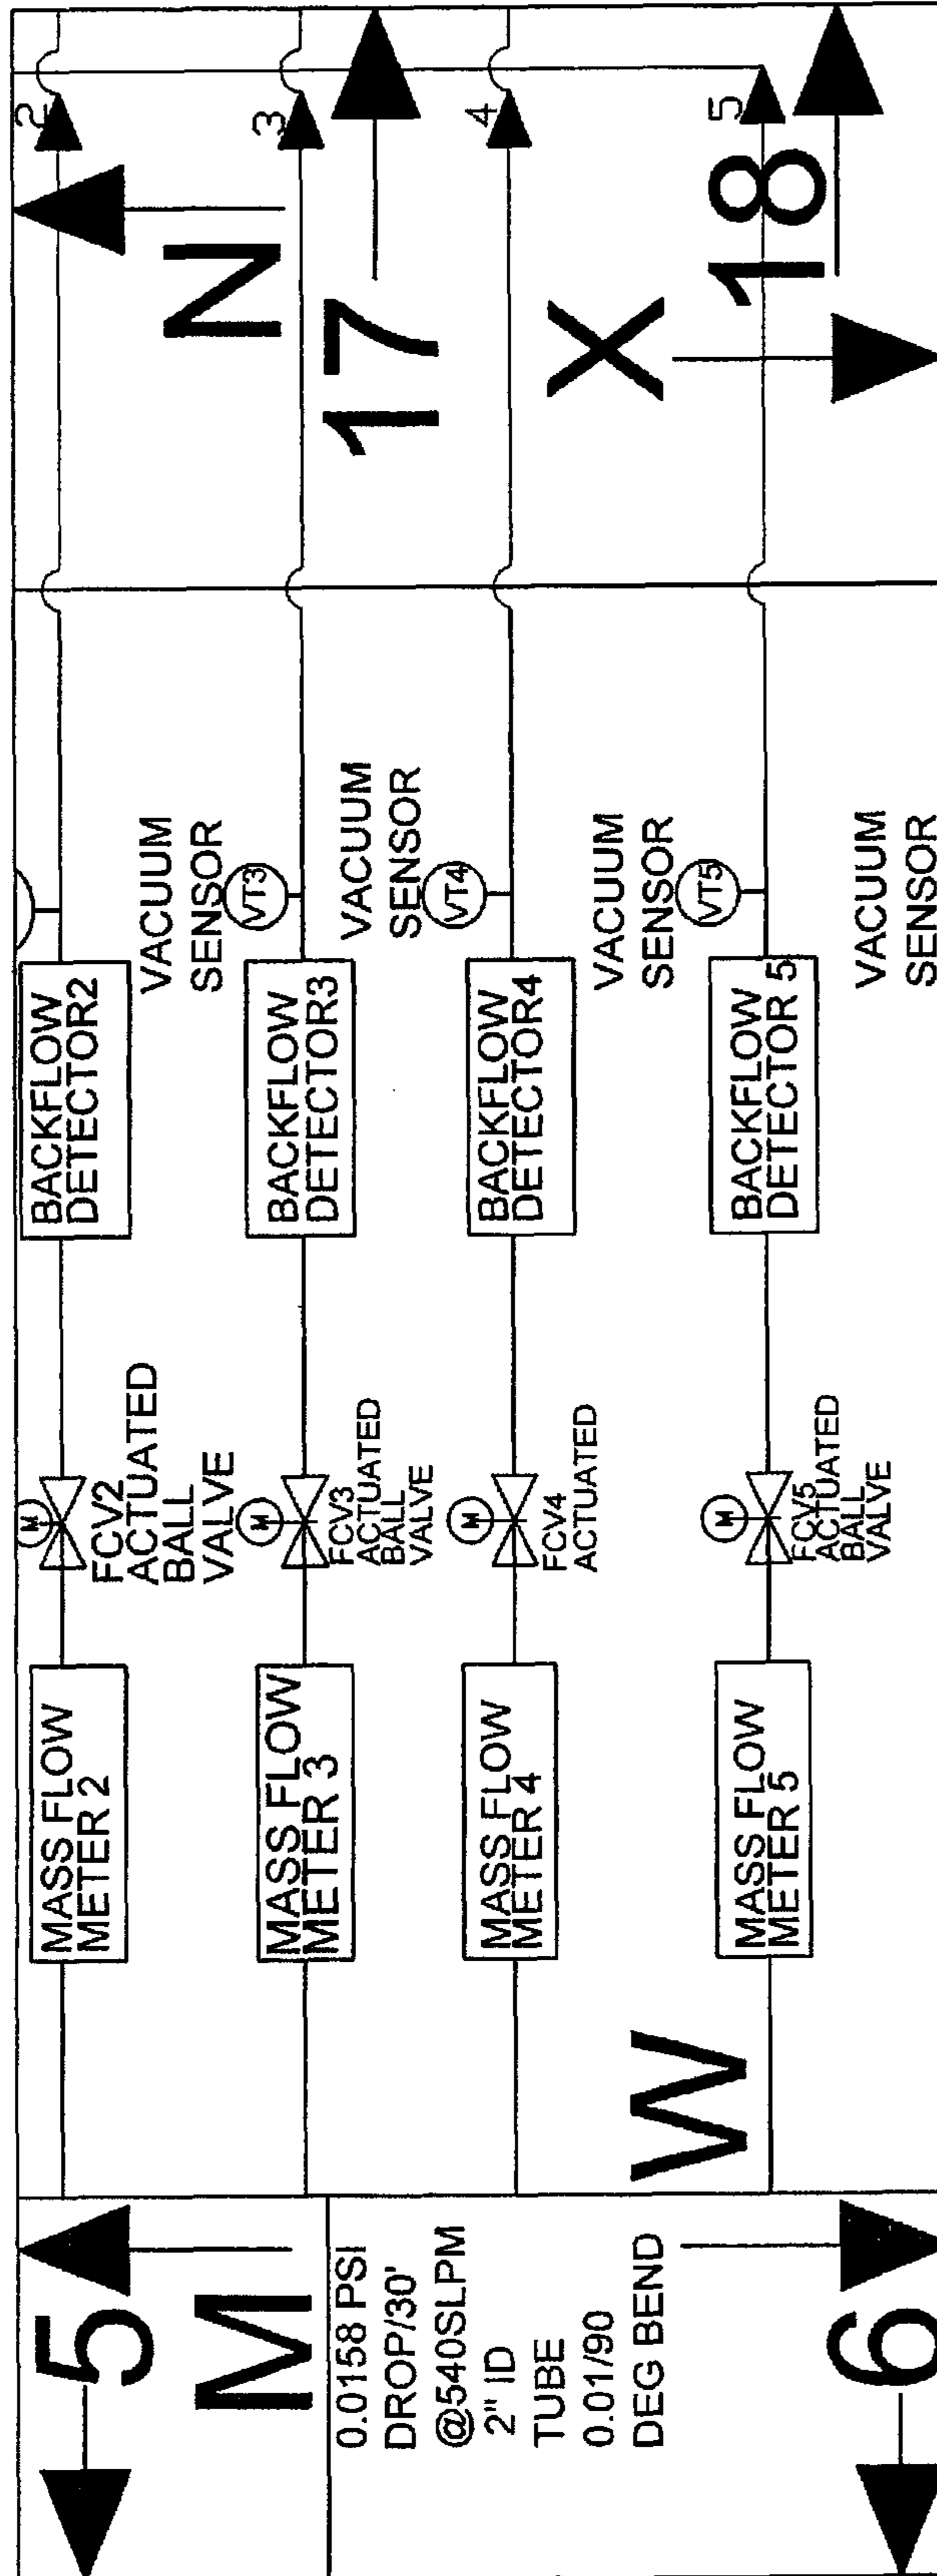 5
M
0.0158 PSI
DROP/30'
@540SLPM
2" ID
TUBE
0.01/90
DEG BEND
6
MASS FLOW
METER 2
M
FCV2
ACTUATED
BALL
VALVE
BACKFLOW
DETECTOR2
VACUUM
SENSOR
2
N
MASS FLOW
METER 3
M
FCV3
ACTUATED
BALL
VALVE
BACKFLOW
DETECTOR3
VT3
VACUUM
SENSOR
3
17
MASS FLOW
METER 4
M
FCV4
ACTUATED
BACKFLOW
DETECTOR4
VT4
VACUUM
SENSOR
4
X
W
MASS FLOW
METER 5
M
FCV5
ACTUATED
BALL
VALVE
BACKFLOW
DETECTOR 5
VT5
VACUUM
SENSOR
5
18